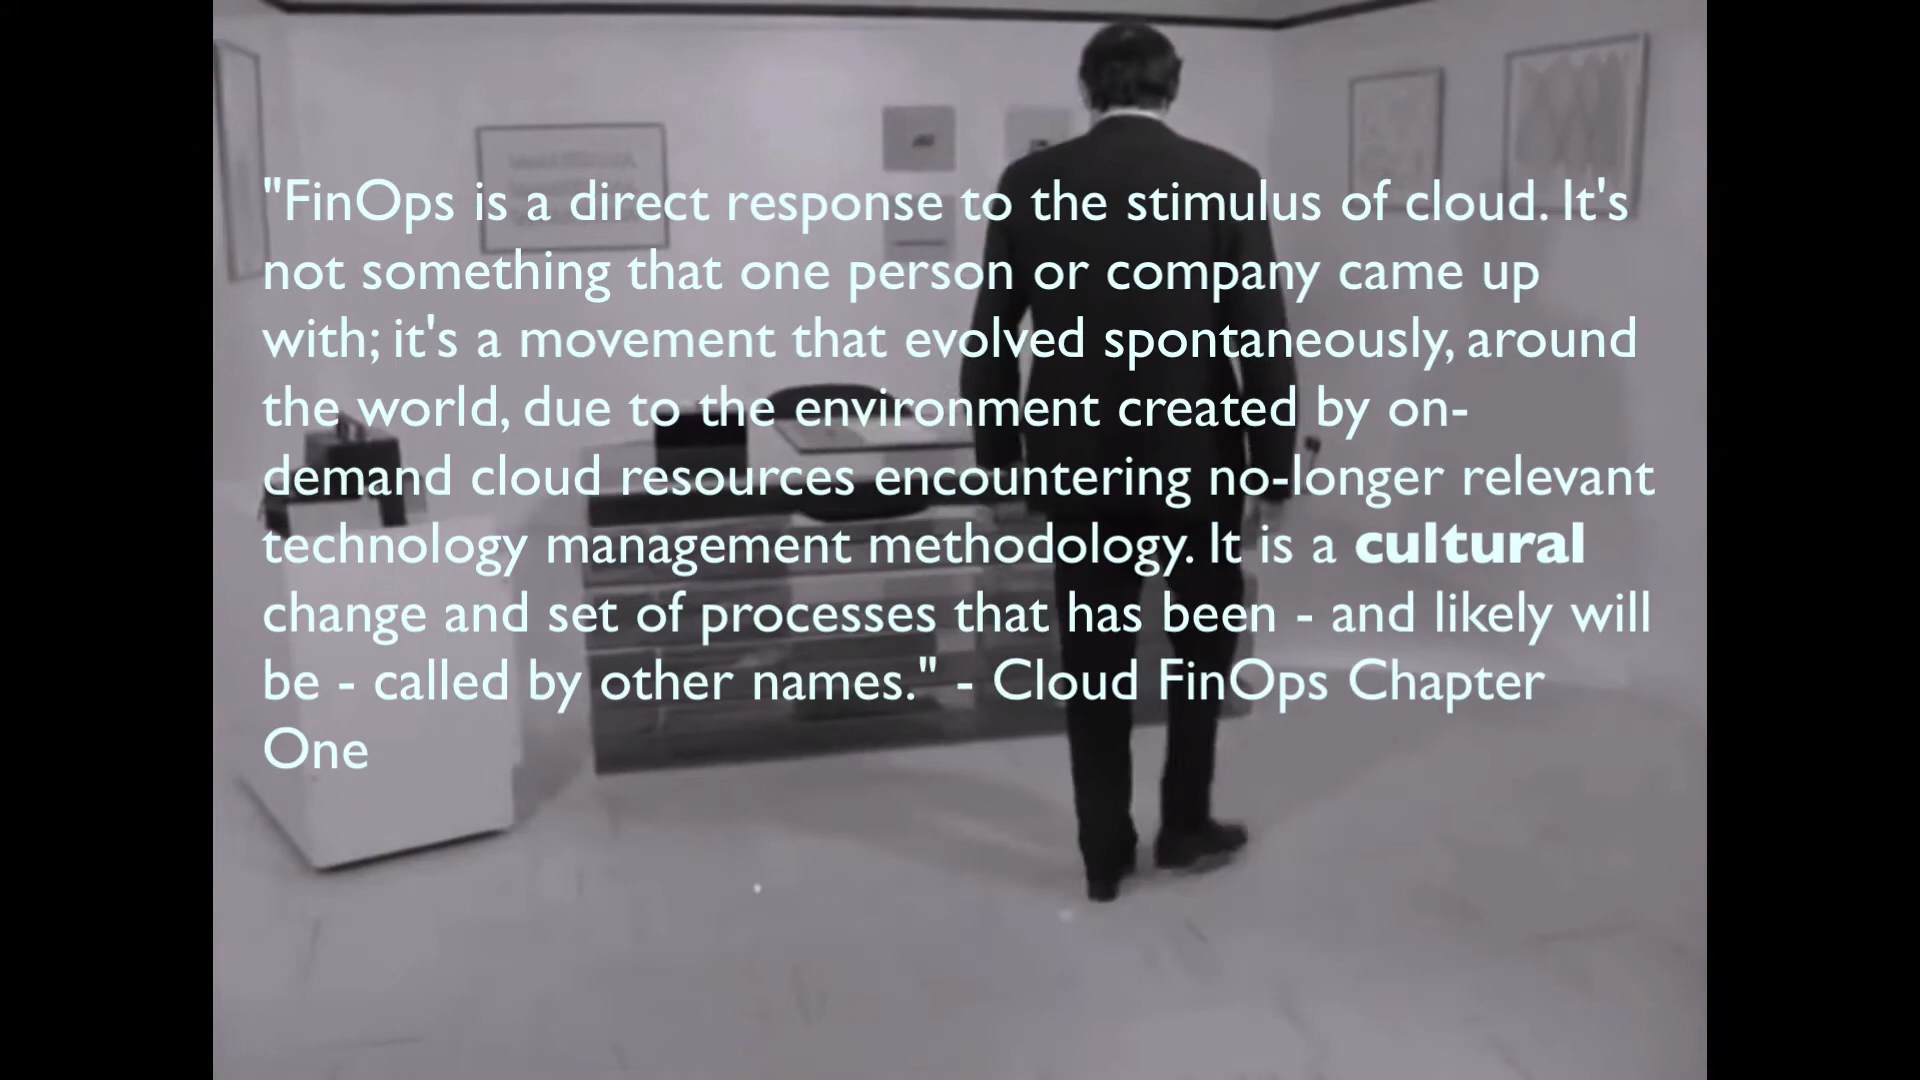 "FinOps is a direct response to the stimulus of cloud. It's
not something that one person or company came up
with; it's a movement that evolved spontaneously, around
the world, due to the environment created by on-
demand cloud resources encountering no-longer relevant
technology management methodology. It is a cultural
change and set of processes that has been - and likely will
be - called by other names." - Cloud FinOps Chapter
One